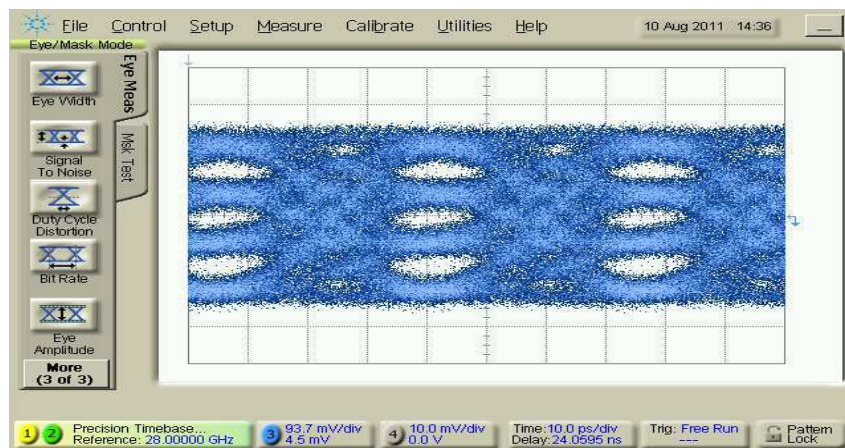 File Control Setup Measure Calibrate Utilities Help 10 Aug 2011 14:36
Eye/Mask Mode
Eye Meas
Msk Test
Eye Width
Signal
To Noise
Duty Cycle
Distortion
Bit Rate
Eye
Amplitude
More
(3 of 3)
1 2 Precision Timebase...
Reference: 28.00000 GHz
3 93.7 mV/div
4.5 mV
4 10.0 mV/div
0.0 V
Time:10.0 ps/div
Delay:24.0595 ns
Trig: Free Run
---
Pattern
Lock